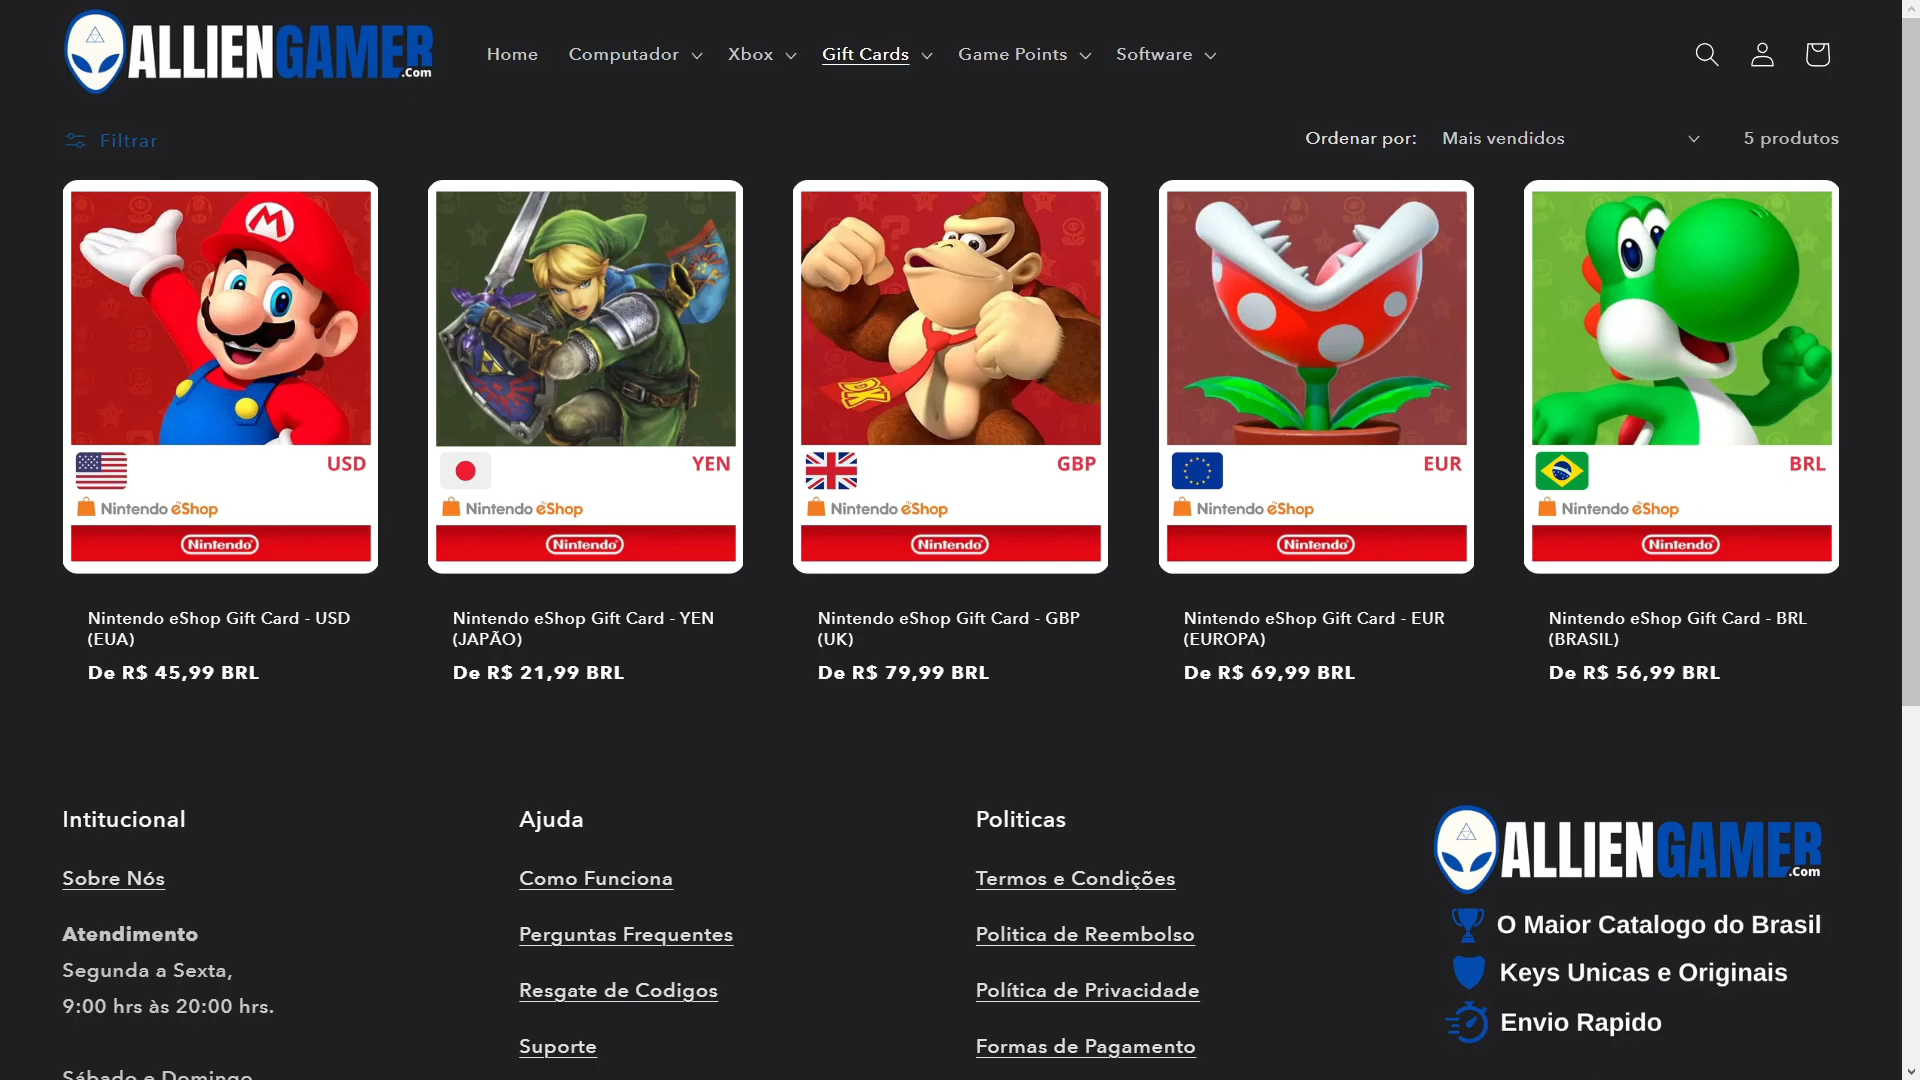 ALLIENGAMER
.Com
Home
Computador
Xbox
Gift Cards
Game Points
Software
Filtrar
Ordenar por:
Mais vendidos
5 produtos
M
DK
USD
YEN
GBP
EUR
BRL
Nintendo eShop
Nintendo eShop
Nintendo eShop
Nintendo eShop
Nintendo eShop
Nintendo
Nintendo
Nintendo
Nintendo
Nintendo
Nintendo eShop Gift Card - USD
(EUA)
De R$ 45,99 BRL
Nintendo eShop Gift Card - YEN
(JAPÃO)
De R$ 21,99 BRL
Nintendo eShop Gift Card - GBP
(UK)
De R$ 79,99 BRL
Nintendo eShop Gift Card - EUR
(EUROPA)
De R$ 69,99 BRL
Nintendo eShop Gift Card - BRL
(BRASIL)
De R$ 56,99 BRL
Intitucional
Sobre Nós
Atendimento
Segunda a Sexta,
9:00 hrs às 20:00 hrs.
Sábado e Domingo
Ajuda
Como Funciona
Perguntas Frequentes
Resgate de Codigos
Suporte
Politicas
Termos e Condições
Politica de Reembolso
Política de Privacidade
Formas de Pagamento
ALLIENGAMER
.Com
O Maior Catalogo do Brasil
Keys Unicas e Originais
Envio Rapido